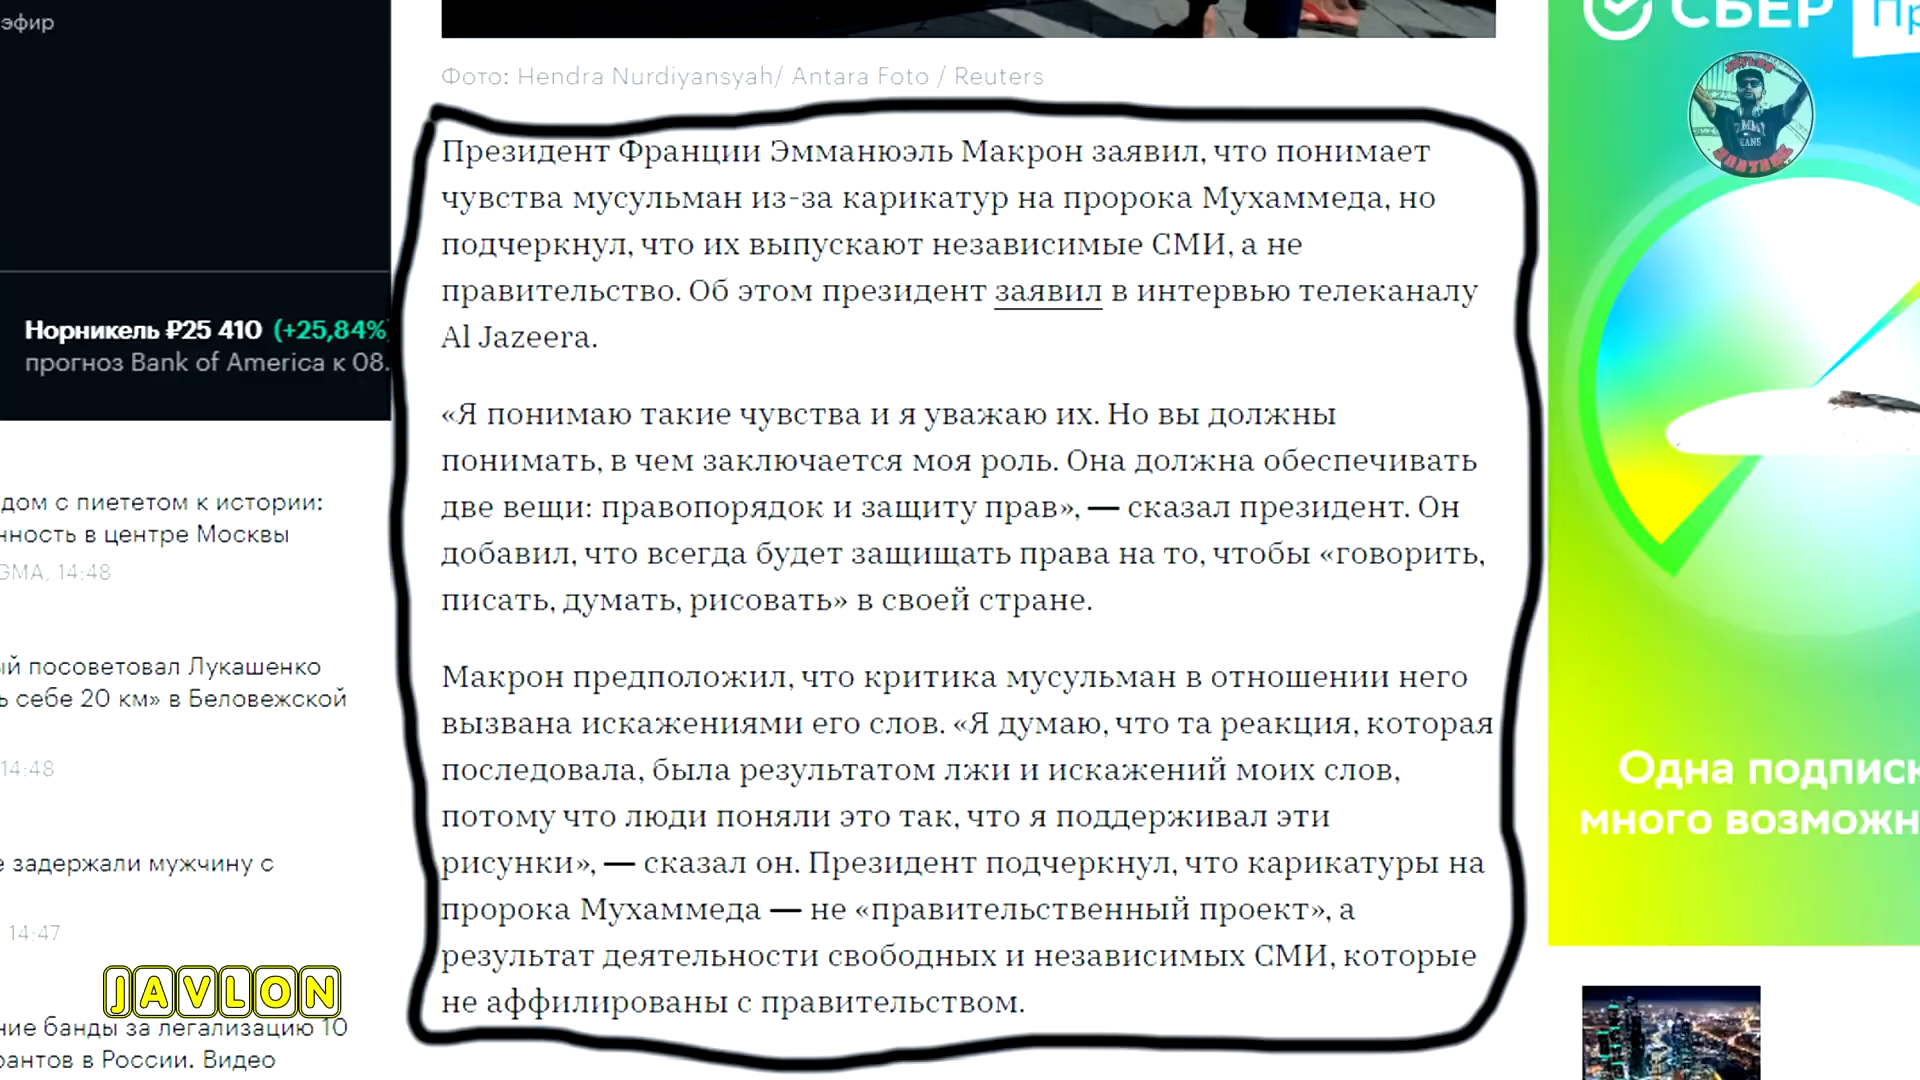 эфир
СБЕР
Фото: Hendra Nurdiyansyah/ Antara Foto / Reuters
Президент Франции Эммануэль Макрон заявил, что понимает
чувства мусульман из-за карикатур на пророка Мухаммеда, но
подчеркнул, что их выпускают независимые СМИ, а не
правительство. Об этом президент заявил в интервью телеканалу
Al Jazeera.
Норникель ₽25 410 (+25,84%)
прогноз Bank of America к 08.
«Я понимаю такие чувства и я уважаю их. Но вы должны
понимать, в чем заключается моя роль. Она должна обеспечивать
две вещи: правопорядок и защиту прав», — сказал президент. Он
добавил, что всегда будет защищать права на то, чтобы «говорить,
писать, думать, рисовать» в своей стране.
дом с пиететом к истории:
нность в центре Москвы
GMA, 14:48
ый посоветовал Лукашенко
ь себе 20 км» в Беловежской
14:48
Макрон предположил, что критика мусульман в отношении него
вызвана искажениями его слов. «Я думаю, что та реакция, которая
последовала, была результатом лжи и искажений моих слов,
потому что люди поняли это так, что я поддерживал эти
рисунки», — сказал он. Президент подчеркнул, что карикатуры на
пророка Мухаммеда — не «правительственный проект», а
результат деятельности свободных и независимых СМИ, которые
не аффилированы с правительством.
е задержали мужчину с
14:47
JAVLON
ние банды за легализацию 10
рантов в России. Видео
Одна подписк
много возможн